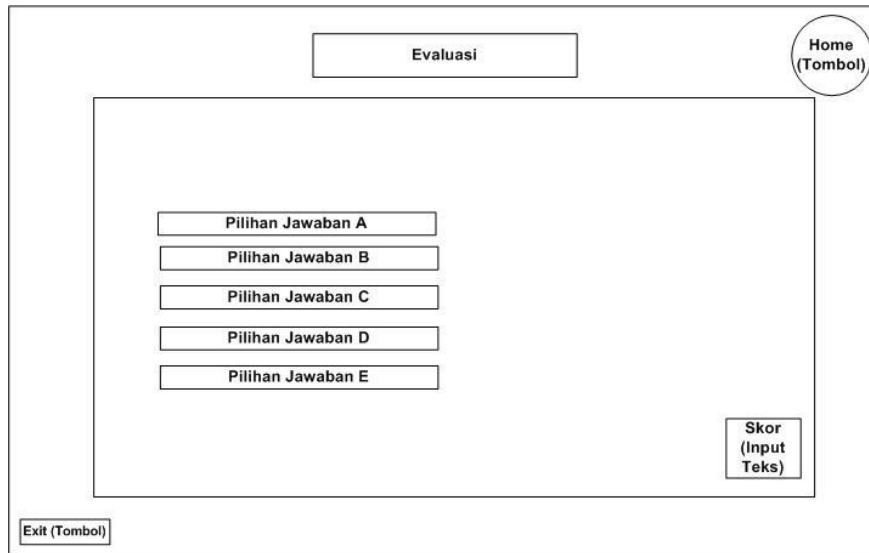 Evaluasi
Home
(Tombol)
Pilihan Jawaban A
Pilihan Jawaban B
Pilihan Jawaban C
Pilihan Jawaban D
Pilihan Jawaban E
Skor
(Input
Teks)
Exit (Tombol)